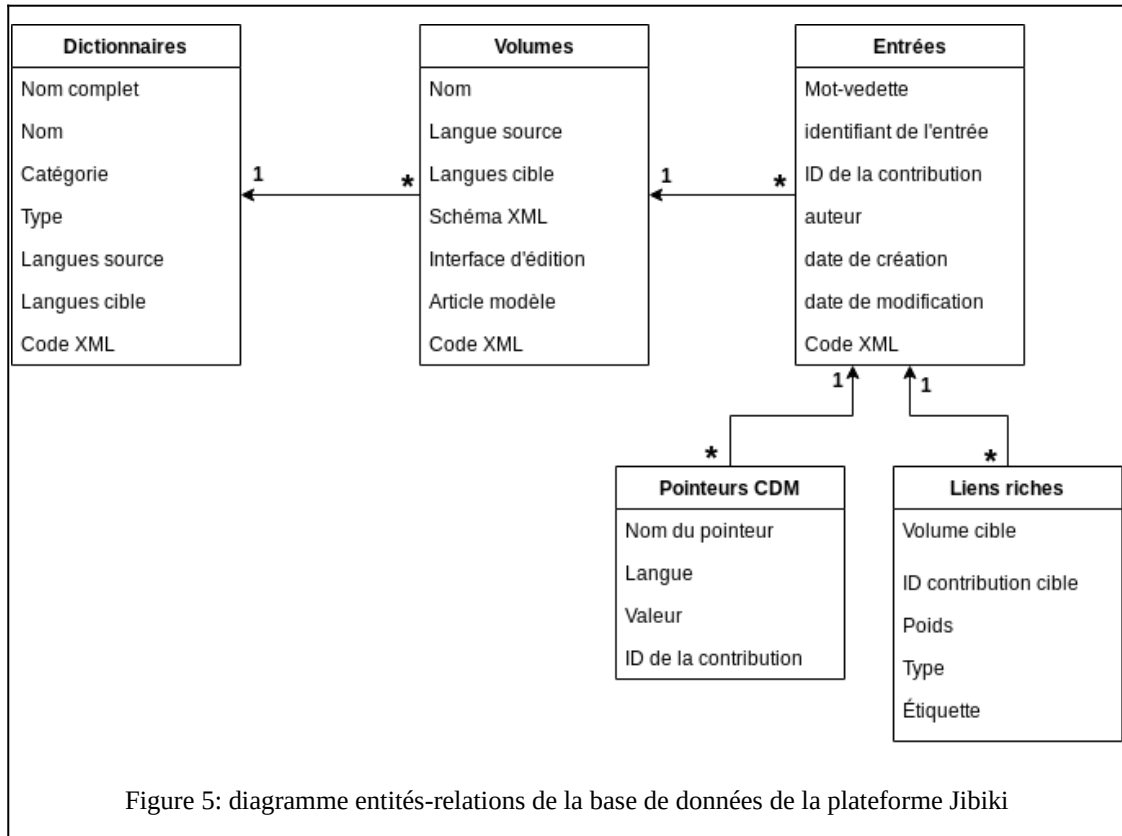 Dictionnaires
Nom complet
Nom
Catégorie
Type
Langues source
Langues cible
Code XML
1
*
Volumes
Nom
Langue source
Langues cible
Schéma XML
Interface d'édition
Article modèle
Code XML
1
*
Entrées
Mot-vedette
identifiant de l'entrée
ID de la contribution
auteur
date de création
date de modification
Code XML
1
1
*
*
Pointeurs CDM
Nom du pointeur
Langue
Valeur
ID de la contribution
Liens riches
Volume cible
ID contribution cible
Poids
Type
Étiquette
Figure 5: diagramme entités-relations de la base de données de la plateforme Jibiki